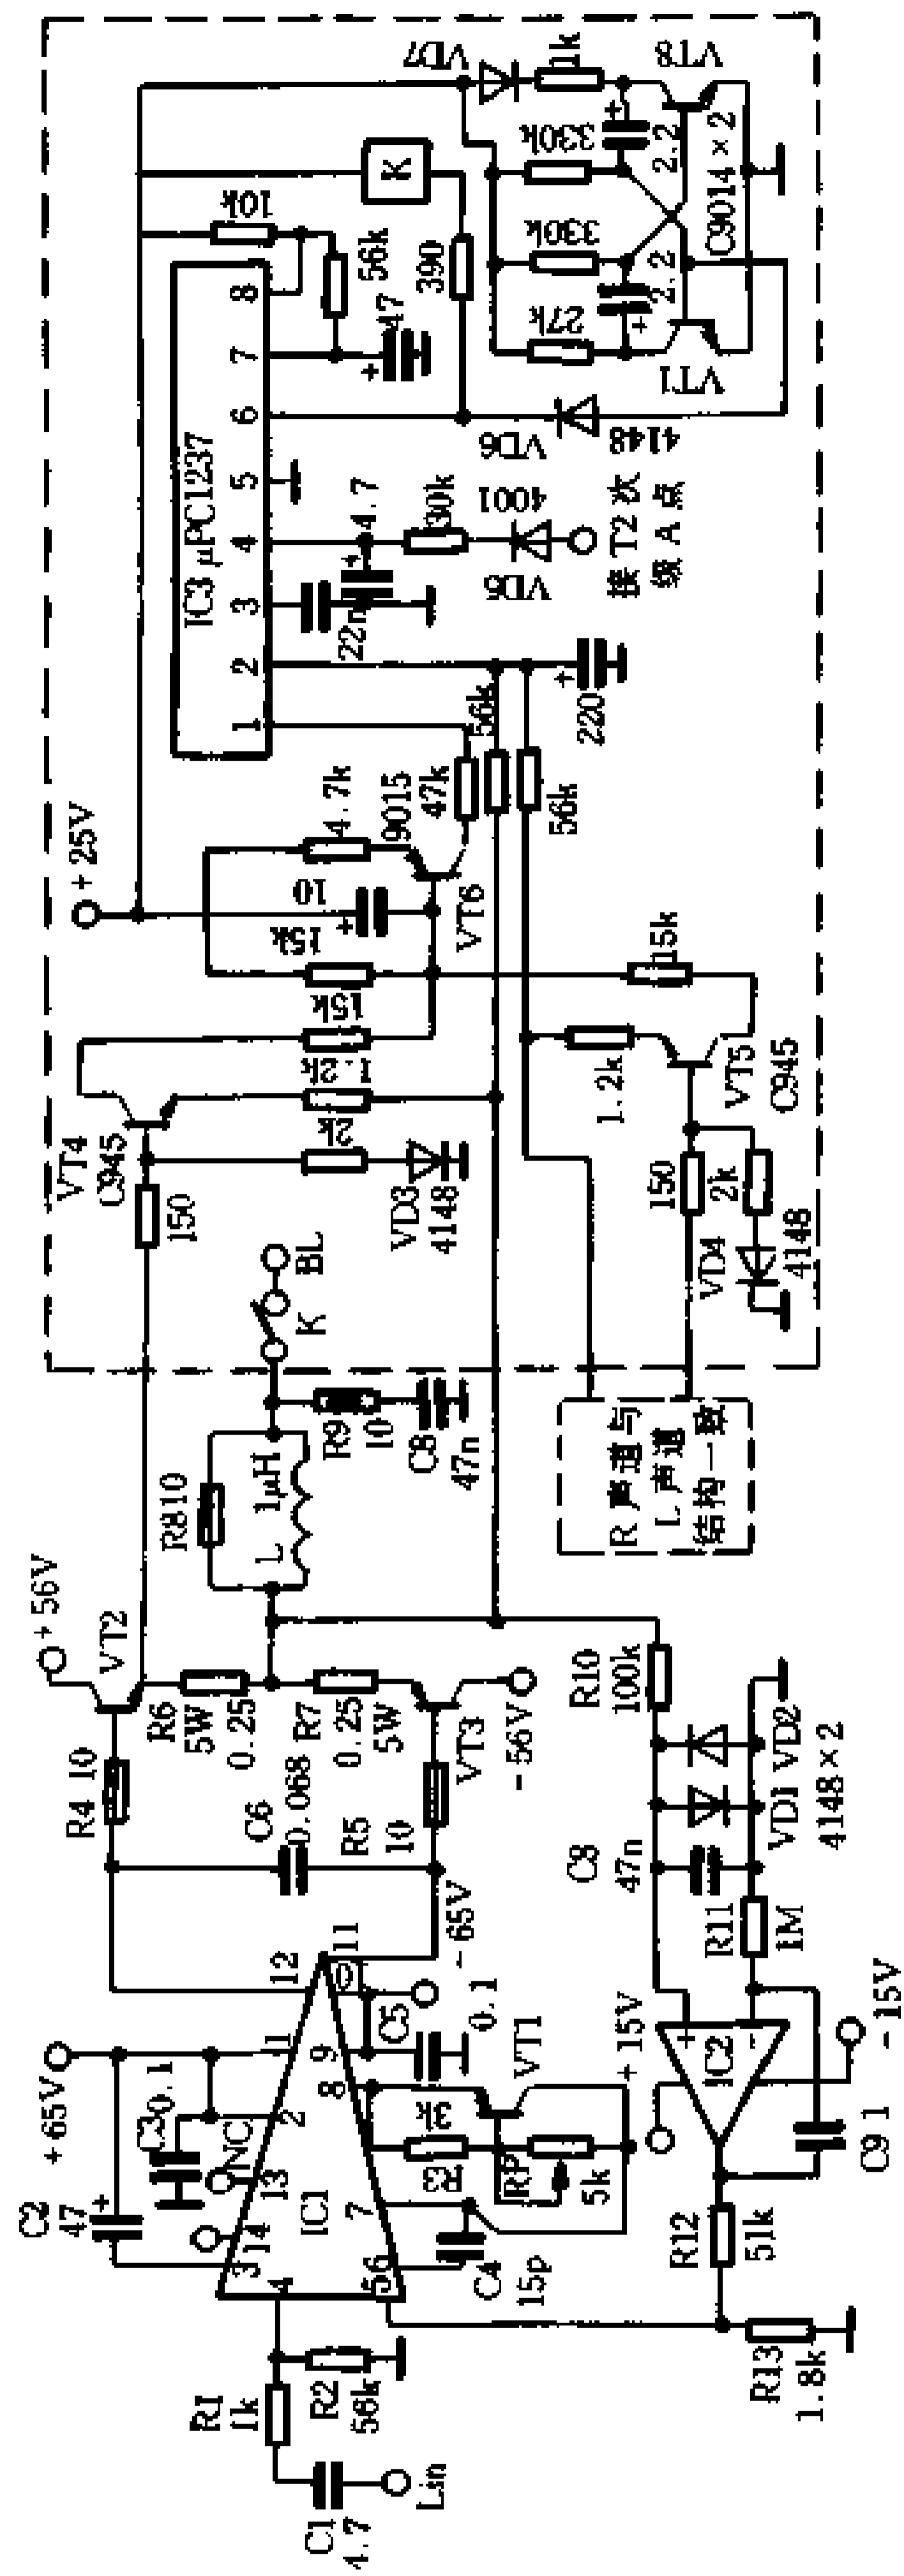 C1
4.7
Lin
R1
1k
R2
56k
C2
47
+
+65V
C3
0.1
NC
IC1
1
2
13
14
3
4
5
6
7
8
9
10
11
12
C4
15p
R3
3k
RP
5k
VT1
C5
0.1
-65V
R4 10
C6
0.068
R5
10
+56V
VT2
R6
5W
0.25
R7
0.25
5W
VT3
-56V
R8 10
L 1μH
R9
10
C8
47n
K
BL
R10
100k
VD1 VD2
4148×2
C8
47n
R11
1M
+15V
-15V
IC2
+
-
C9 1
R12
51k
R13
1.8k
R 声道与
L 声道
结构一致
VT4
C945
150
2k
VD3
4148
1.2k
15k
15k
10
+
4.7k
9015
VT6
47k
+25V
56k
56k
220
+
1.2k
15k
VT5
C945
150
2k
VD4
4148
IC3 μPC1237
1
2
3
4
5
6
7
8
22n
4.7
+
30k
4001
VD5
接 T2 次
级 A 点
10k
56k
47
+
K
390
VD6
4148
27k
330k
330k
1k
VD7
2.2
+
2.2
+
VT1
VT8
C9014×2